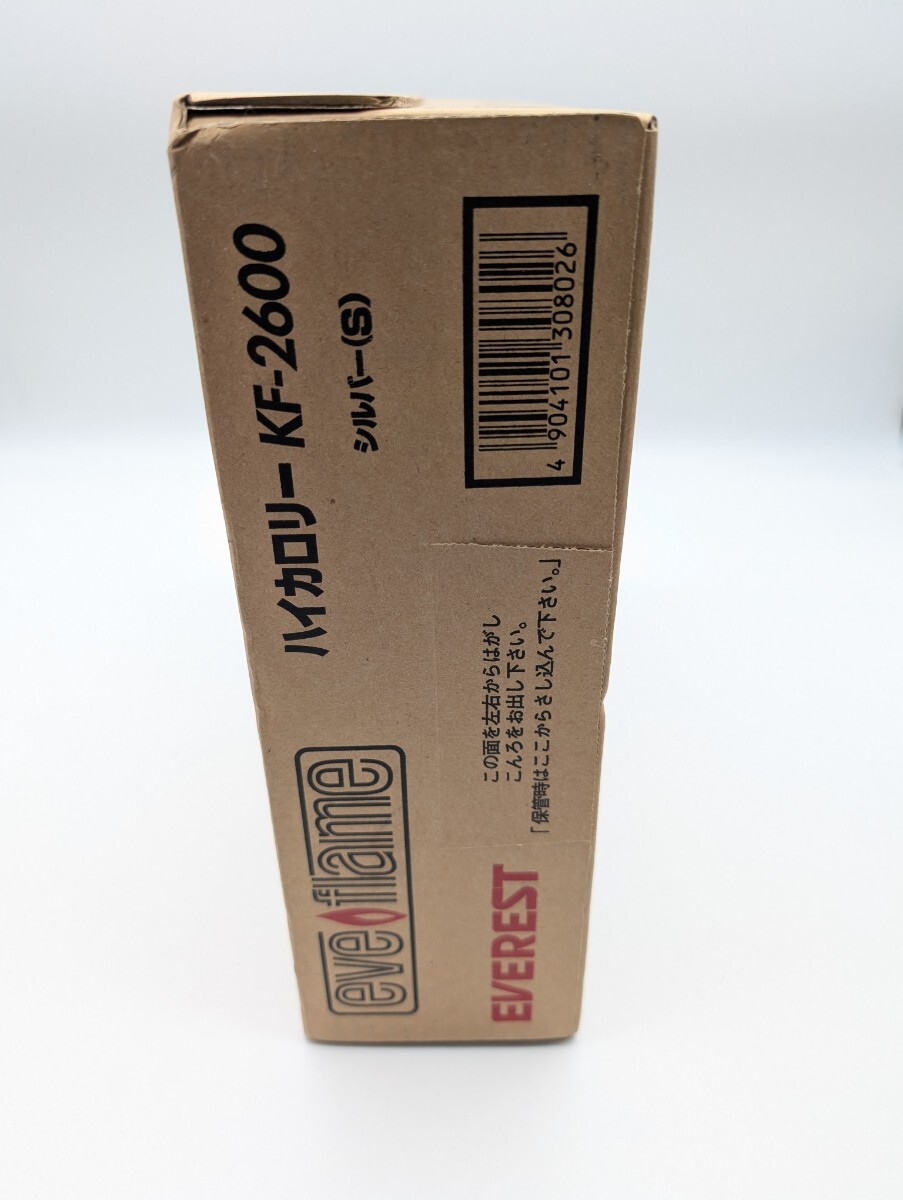 eve flame
ハイカロリー KF-2600
シルバー(S)
EVEREST
この面を左右からはがし
こんろをお出し下さい。
「保管時はここからさし込んで下さい。」
4 904101 308026